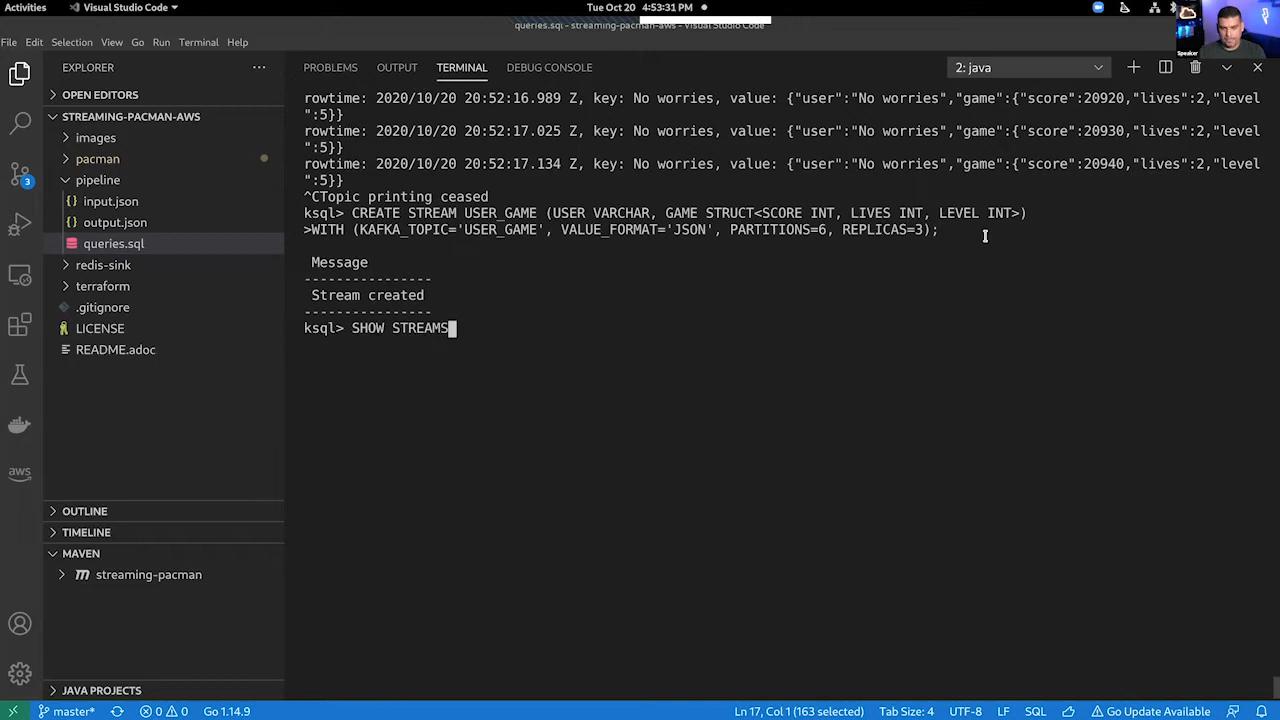 Activities
Visual Studio Code
Tue Oct 20 4:53:31 PM
queries.sql - streaming-pacman-aws - Visual Studio Code
Speaker
File Edit Selection View Go Run Terminal Help
EXPLORER
PROBLEMS OUTPUT TERMINAL DEBUG CONSOLE
2: java
OPEN EDITORS
STREAMING-PACMAN-AWS
images
pacman
pipeline
input.json
output.json
queries.sql
redis-sink
terraform
.gitignore
LICENSE
README.adoc
OUTLINE
TIMELINE
MAVEN
streaming-pacman
JAVA PROJECTS
3
aws
rowtime: 2020/10/20 20:52:16.989 Z, key: No worries, value: {"user":"No worries","game":{"score":20920,"lives":2,"level
":5}}
rowtime: 2020/10/20 20:52:17.025 Z, key: No worries, value: {"user":"No worries","game":{"score":20930,"lives":2,"level
":5}}
rowtime: 2020/10/20 20:52:17.134 Z, key: No worries, value: {"user":"No worries","game":{"score":20940,"lives":2,"level
":5}}
^CTopic printing ceased
ksql> CREATE STREAM USER_GAME (USER VARCHAR, GAME STRUCT<SCORE INT, LIVES INT, LEVEL INT>)
>WITH (KAFKA_TOPIC='USER_GAME', VALUE_FORMAT='JSON', PARTITIONS=6, REPLICAS=3);
Message
----------------
Stream created
----------------
ksql> SHOW STREAMS
master* 0 0 Go 1.14.9
Ln 17, Col 1 (163 selected) Tab Size: 4 UTF-8 LF SQL Go Update Available